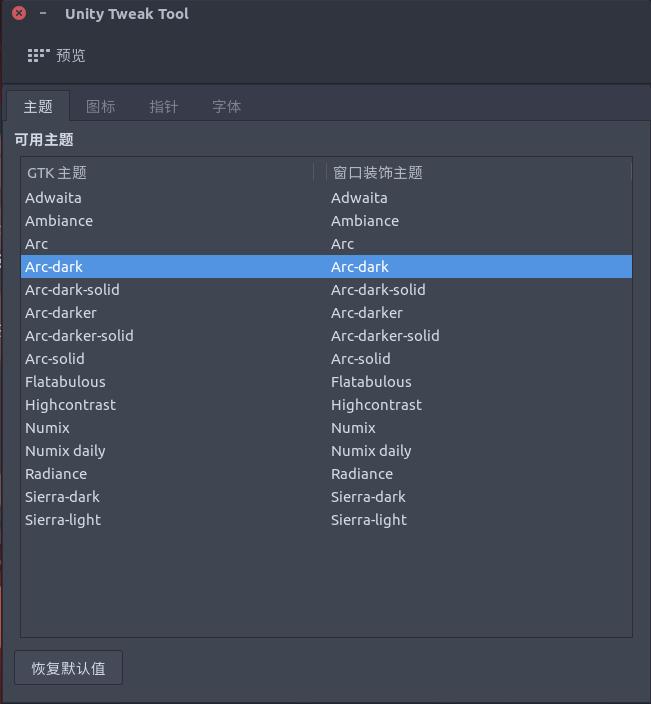 Unity Tweak Tool
预览
主题 图标 指针 字体
可用主题
GTK 主题 窗口装饰主题
Adwaita Adwaita
Ambiance Ambiance
Arc Arc
Arc-dark Arc-dark
Arc-dark-solid Arc-dark-solid
Arc-darker Arc-darker
Arc-darker-solid Arc-darker-solid
Arc-solid Arc-solid
Flatabulous Flatabulous
Highcontrast Highcontrast
Numix Numix
Numix daily Numix daily
Radiance Radiance
Sierra-dark Sierra-dark
Sierra-light Sierra-light
恢复默认值